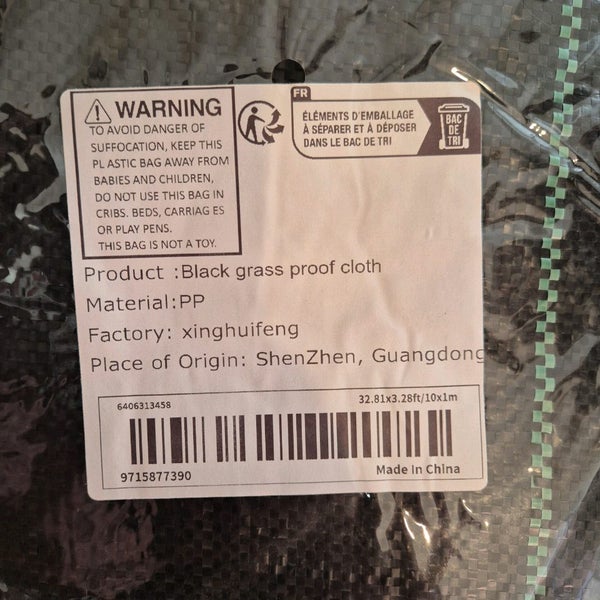 WARNING
TO AVOID DANGER OF
SUFFOCATION, KEEP THIS
PLASTIC BAG AWAY FROM
BABIES AND CHILDREN,
DO NOT USE THIS BAG IN
CRIBS. BEDS, CARRIAG ES
OR PLAY PENS.
THIS BAG IS NOT A TOY.
FR
ÉLÉMENTS D'EMBALLAGE
À SÉPARER ET À DÉPOSER
DANS LE BAC DE TRI
BAC
DE
TRI
Product :Black grass proof cloth
Material:PP
Factory: xinghuifeng
Place of Origin: ShenZhen, Guangdong
6406313458 32.81x3.28ft/10x1m
9715877390 Made In China